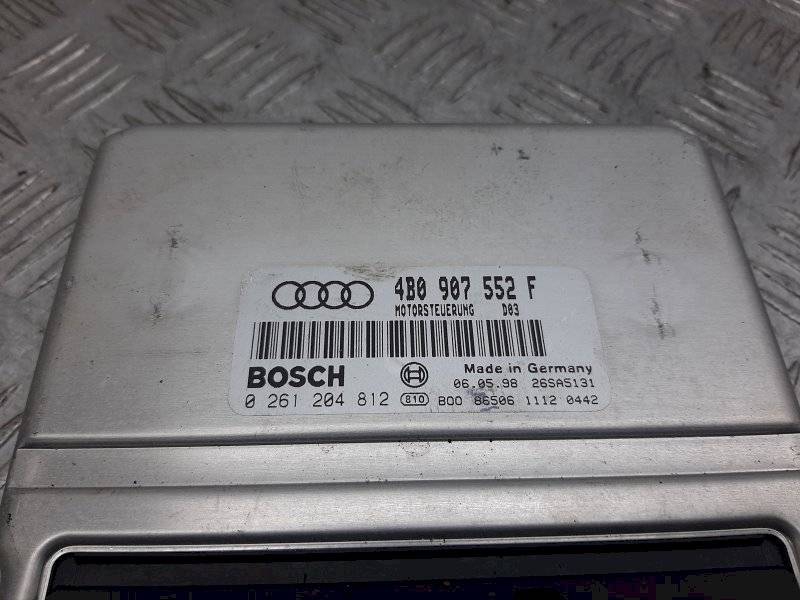 4B0 907 552 F
MOTORSTEUERUNG D03
BOSCH
Made in Germany
06.05.98 26SA5131
0 261 204 812 810 B00 86506 1112 0442